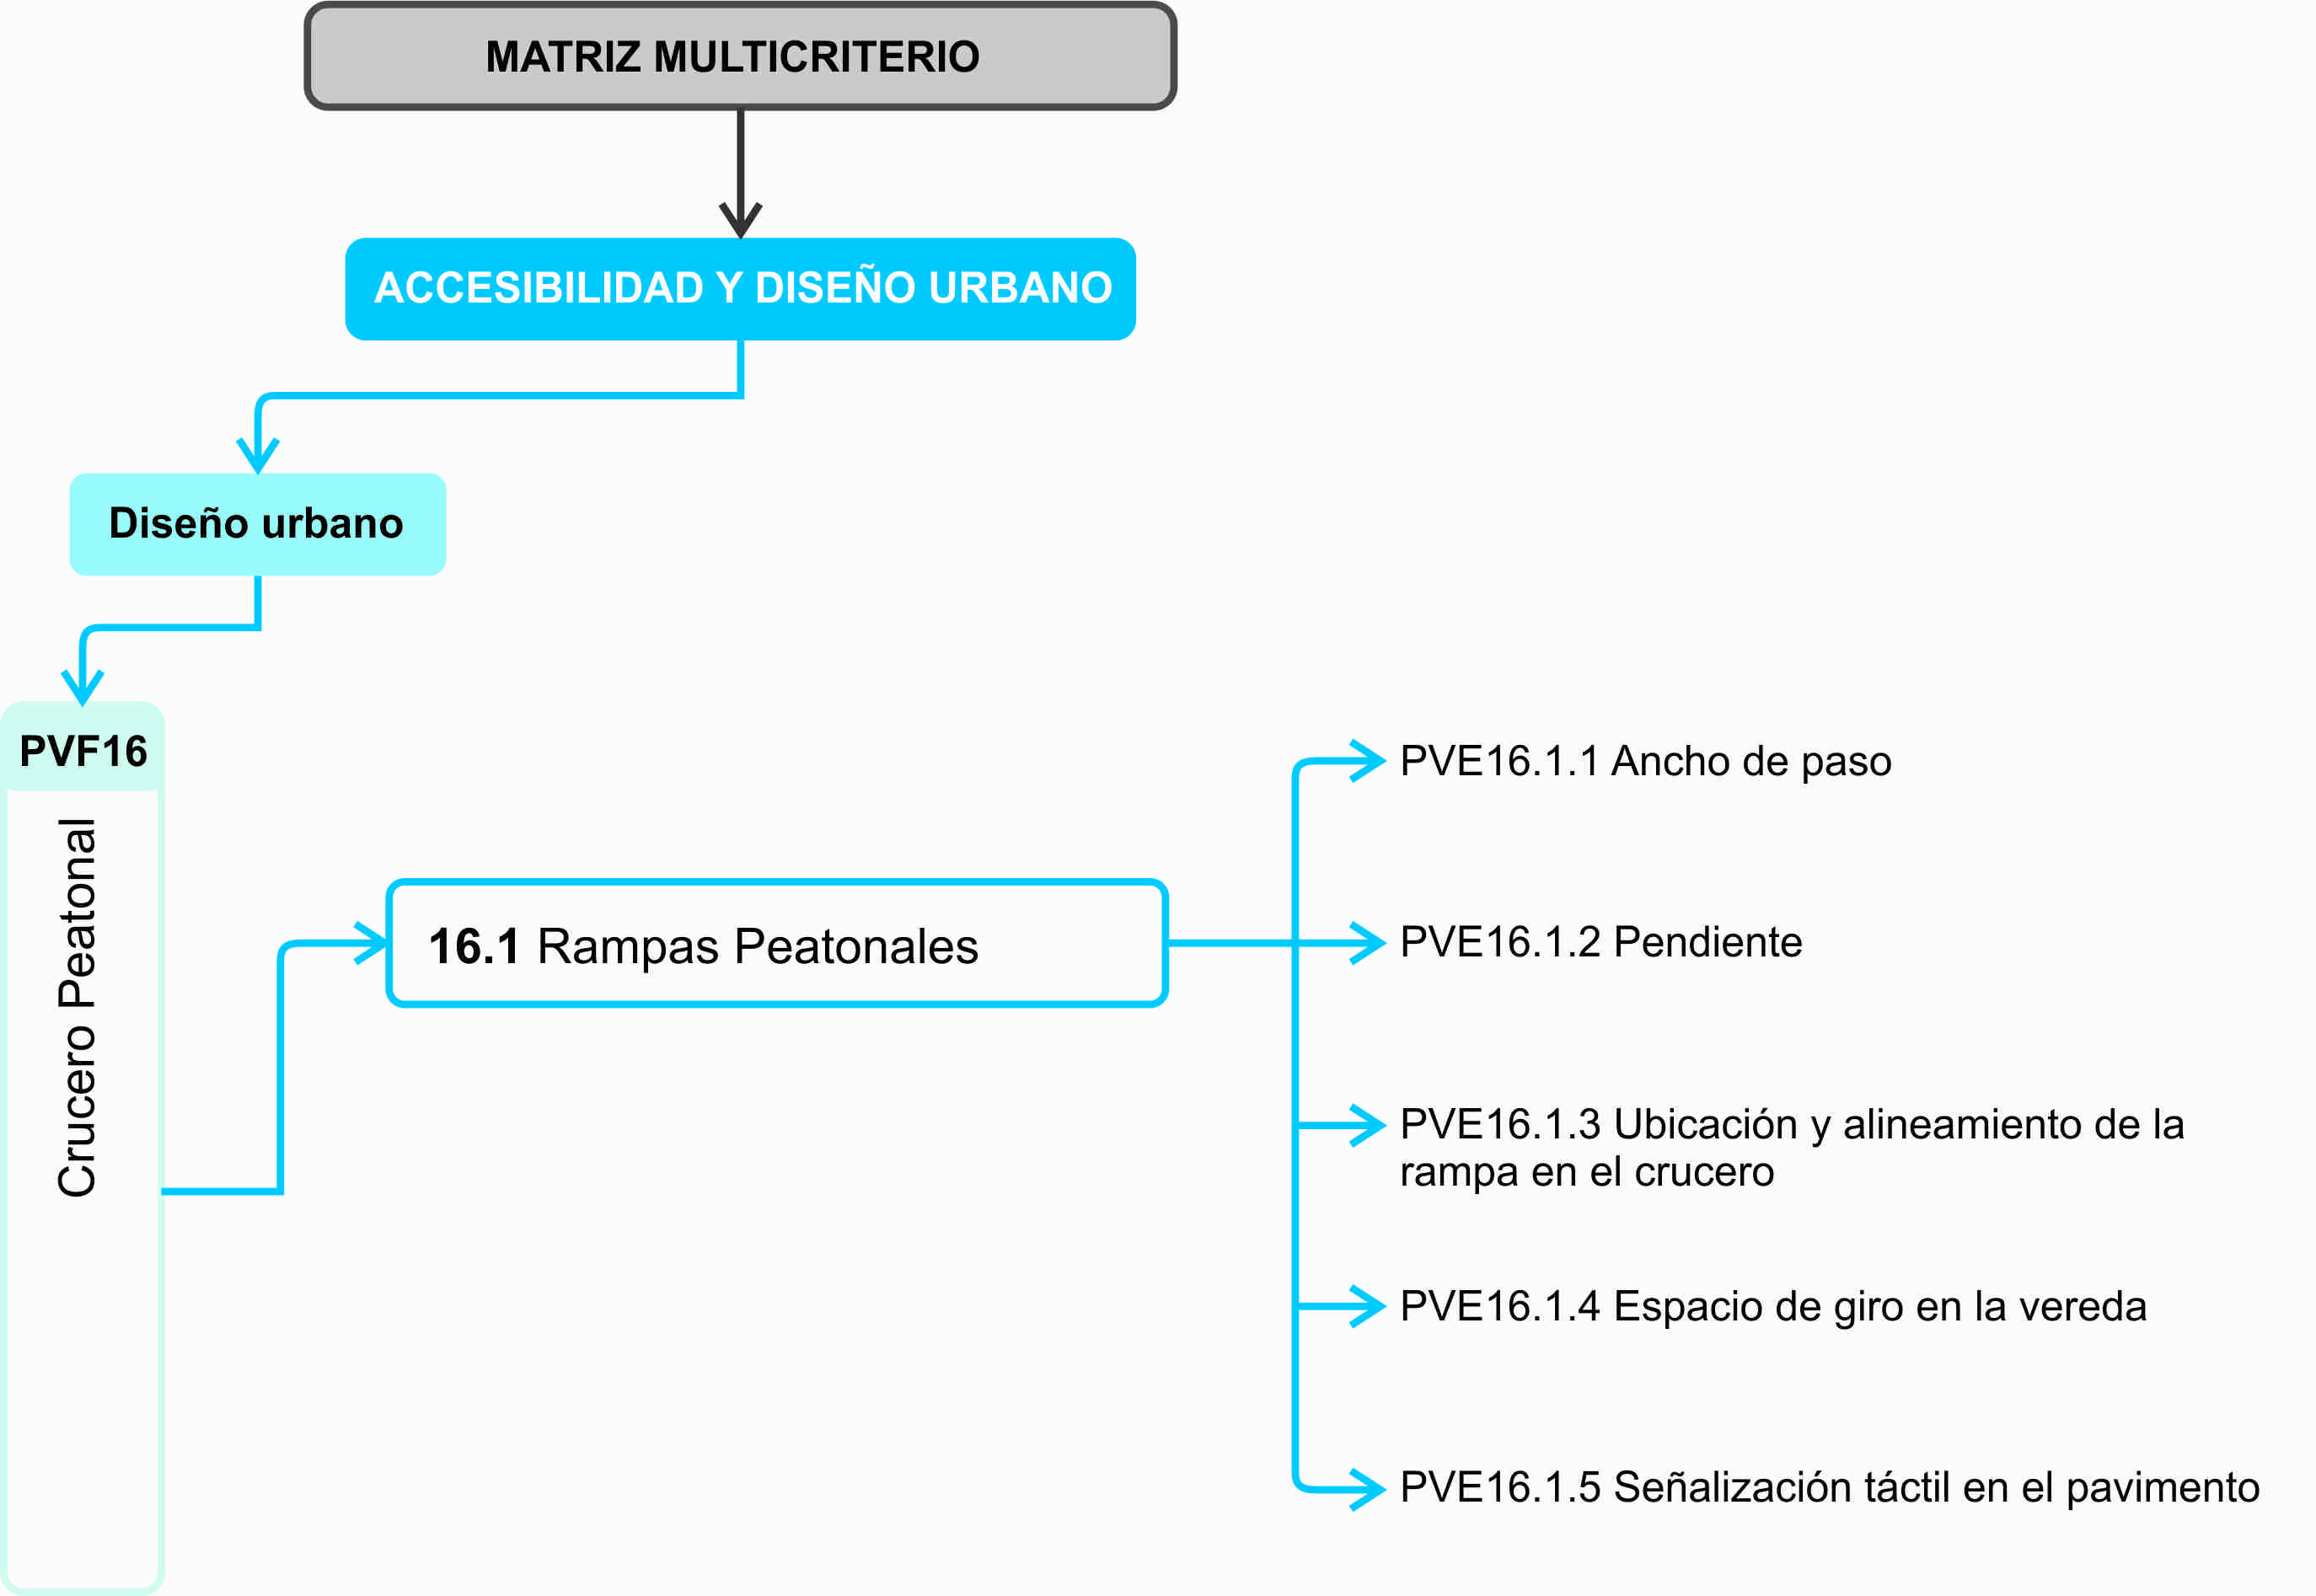 MATRIZ MULTICRITERIO
ACCESIBILIDAD Y DISEÑO URBANO
Diseño urbano
PVF16
Crucero Peatonal
16.1 Rampas Peatonales
PVE16.1.1 Ancho de paso
PVE16.1.2 Pendiente
PVE16.1.3 Ubicación y alineamiento de la
rampa en el crucero
PVE16.1.4 Espacio de giro en la vereda
PVE16.1.5 Señalización táctil en el pavimento